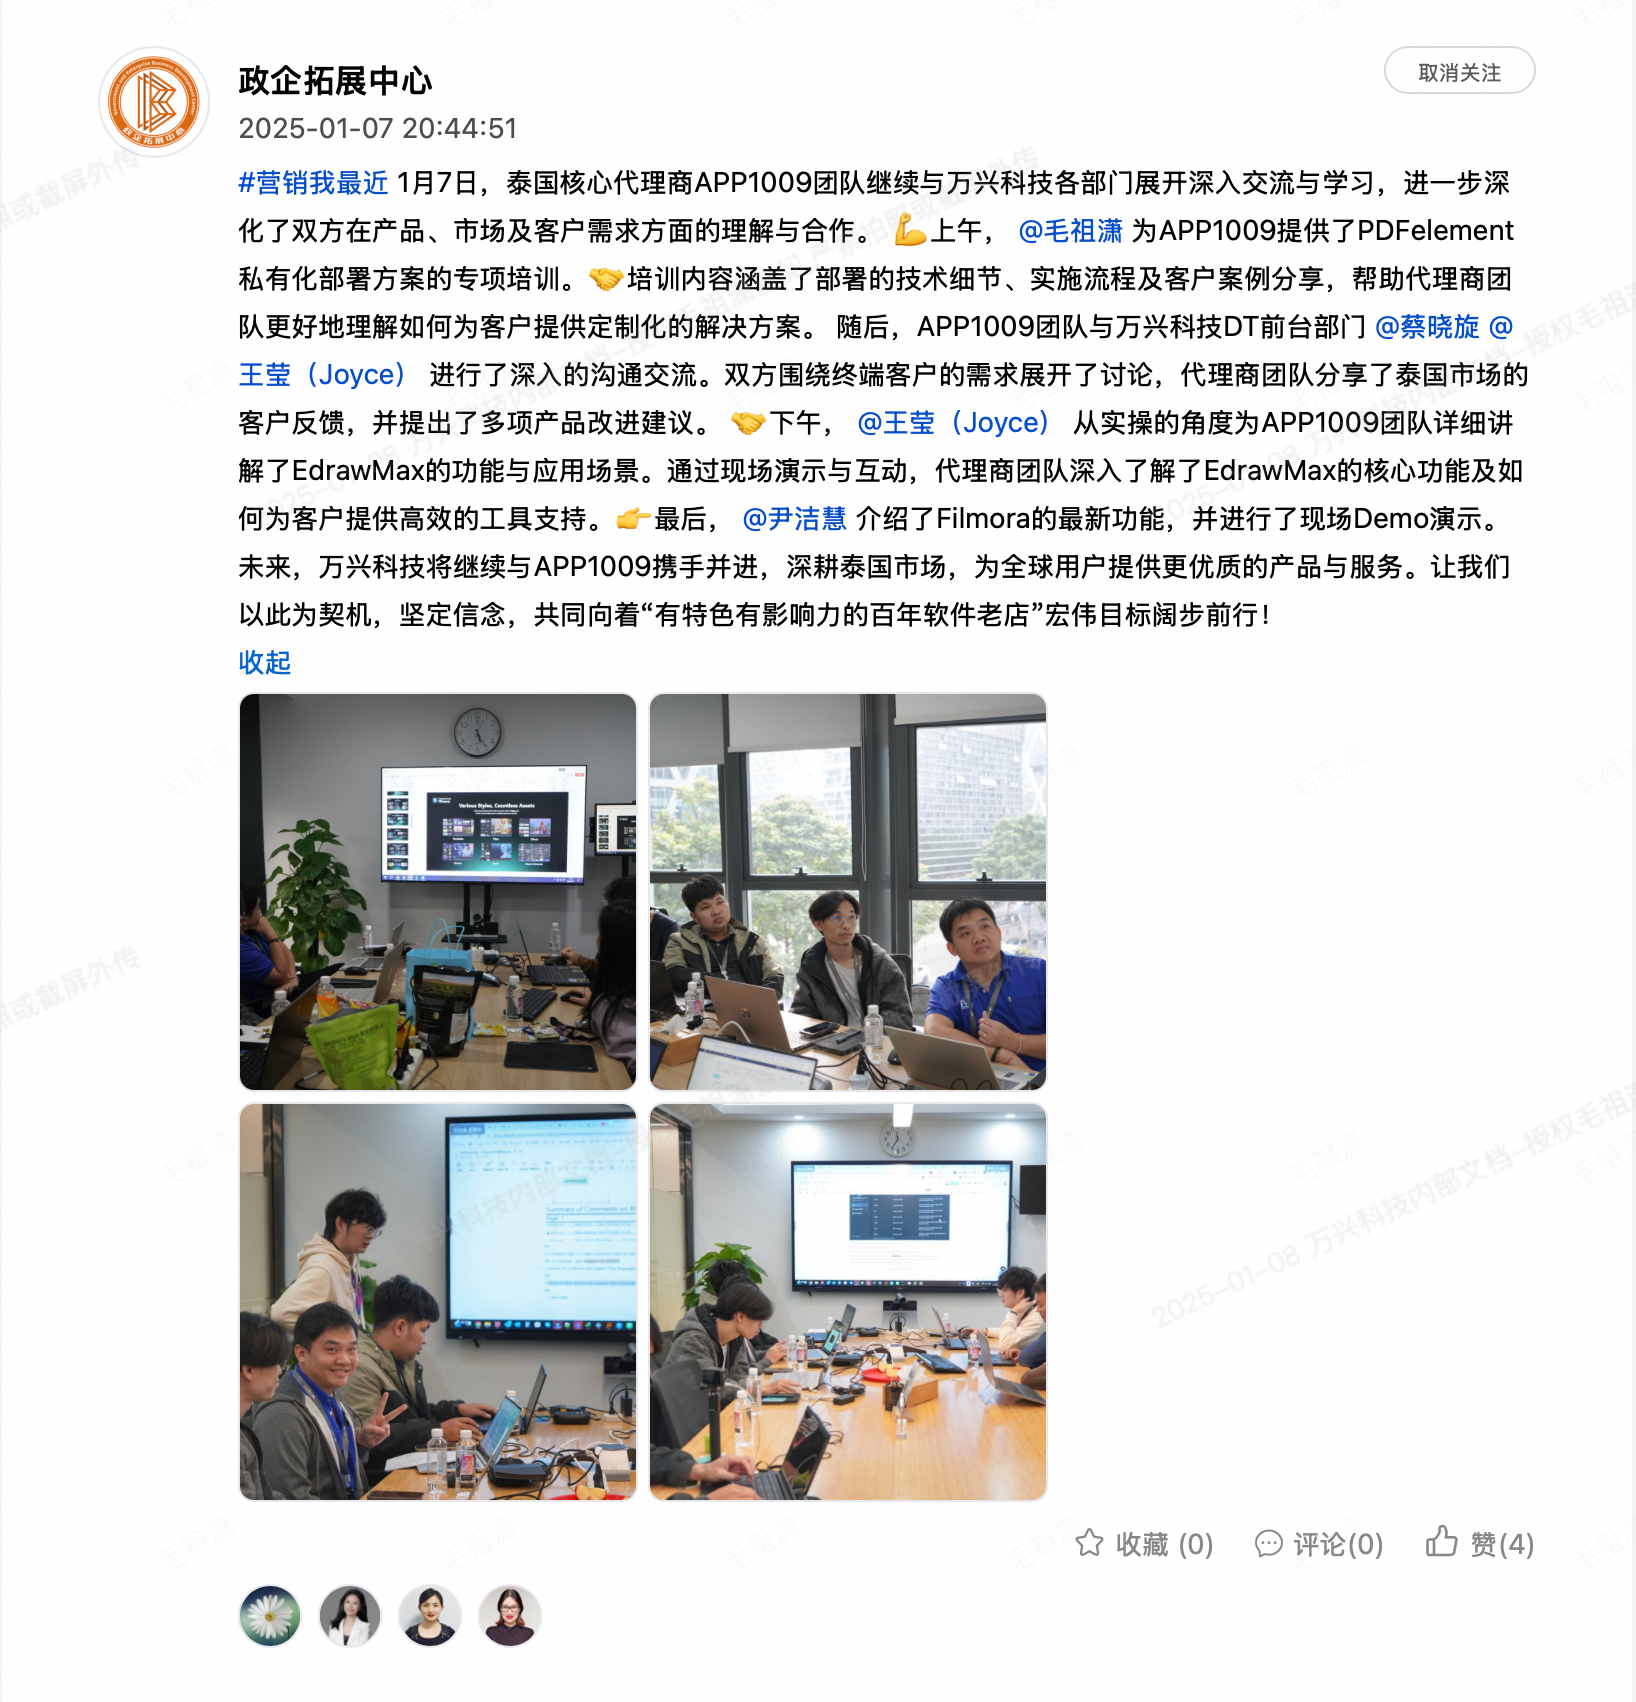 政企拓展中心
取消关注
2025-01-07 20:44:51
#营销我最近 1月7日，泰国核心代理商APP1009团队继续与万兴科技各部门展开深入交流与学习，进一步深
化了双方在产品、市场及客户需求方面的理解与合作。 💪上午， @毛祖潇 为APP1009提供了PDFelement
私有化部署方案的专项培训。🤝培训内容涵盖了部署的技术细节、实施流程及客户案例分享，帮助代理商团
队更好地理解如何为客户提供定制化的解决方案。 随后，APP1009团队与万兴科技DT前台部门 @蔡晓旋 @
王莹（Joyce） 进行了深入的沟通交流。双方围绕终端客户的需求展开了讨论，代理商团队分享了泰国市场的
客户反馈，并提出了多项产品改进建议。 🤝下午， @王莹（Joyce） 从实操的角度为APP1009团队详细讲
解了EdrawMax的功能与应用场景。通过现场演示与互动，代理商团队深入了解了EdrawMax的核心功能及如
何为客户提供高效的工具支持。👉最后， @尹洁慧 介绍了Filmora的最新功能，并进行了现场Demo演示。
未来，万兴科技将继续与APP1009携手并进，深耕泰国市场，为全球用户提供更优质的产品与服务。让我们
以此为契机，坚定信念，共同向着“有特色有影响力的百年软件老店”宏伟目标阔步前行！
收起
Various Styles, Countless Assets
Summary of Comments on
收藏 (0)
评论(0)
赞(4)
2025-01-08 万兴科技内部文档-授权毛祖潇